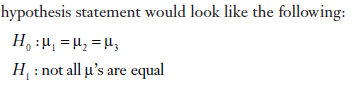 hypothesis statement would look like the following:
H₀ : μ₁ = μ₂ = μ₃
H₁ : not all μ's are equal